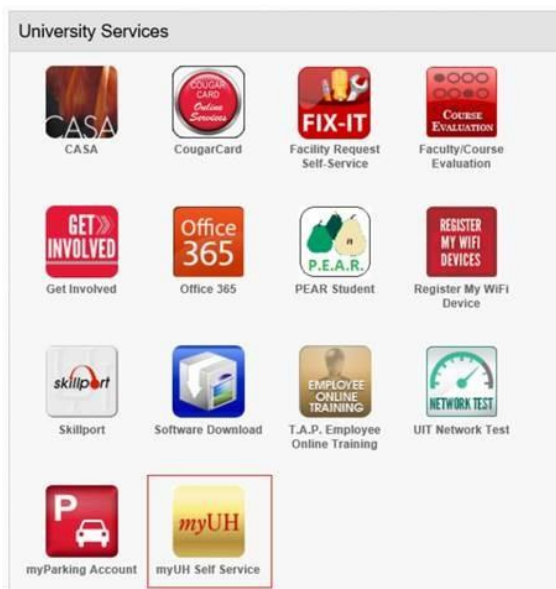 University Services
CASA
CASA
COUGAR
CARD
Online
Services
CougarCard
FIX-IT
Facility Request
Self-Service
COURSE
EVALUATION
Faculty/Course
Evaluation
GET
INVOLVED
Get Involved
Office
365
Office 365
P.E.A.R.
PEAR Student
REGISTER
MY WIFI
DEVICES
Register My WiFi
Device
skillport
Skillport
Software Download
EMPLOYEE
ONLINE
TRAINING
T.A.P. Employee
Online Training
NETWORK TEST
UIT Network Test
P
myParking Account
myUH
myUH Self Service